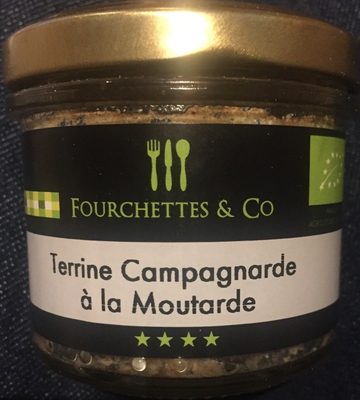 FOURCHETTES & CO
Terrine Campagnarde
à la Moutarde